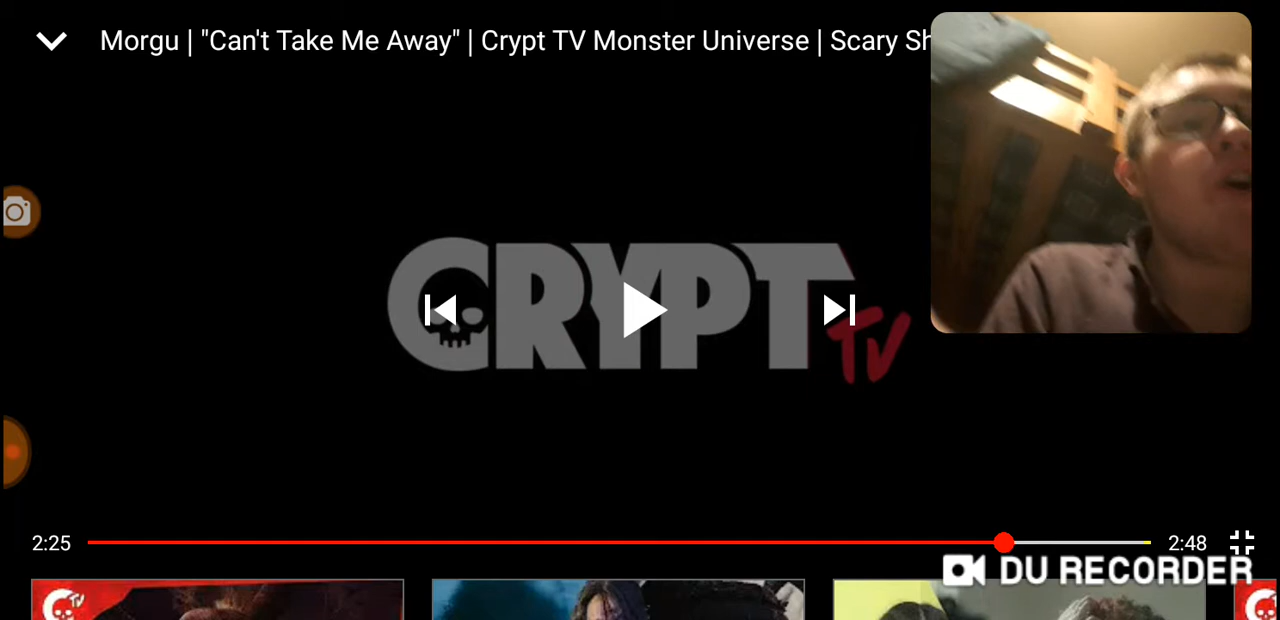 Morgu | "Can't Take Me Away" | Crypt TV Monster Universe | Scary Sh
CRYPT
TV
2:25
2:48
DU RECORDER